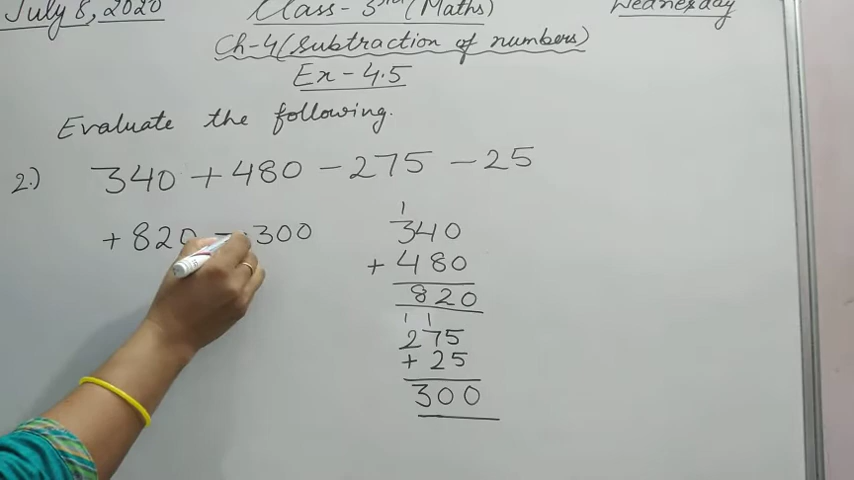 July 8, 2020
Class - 3rd (Maths)
Wednesday
Ch-4 (Subtraction of numbers)
Ex - 4.5
Evaluate the following.
2.) 340 + 480 - 275 - 25
+ 820 - 300
1
340
+ 480
820
1 1
275
+ 25
300